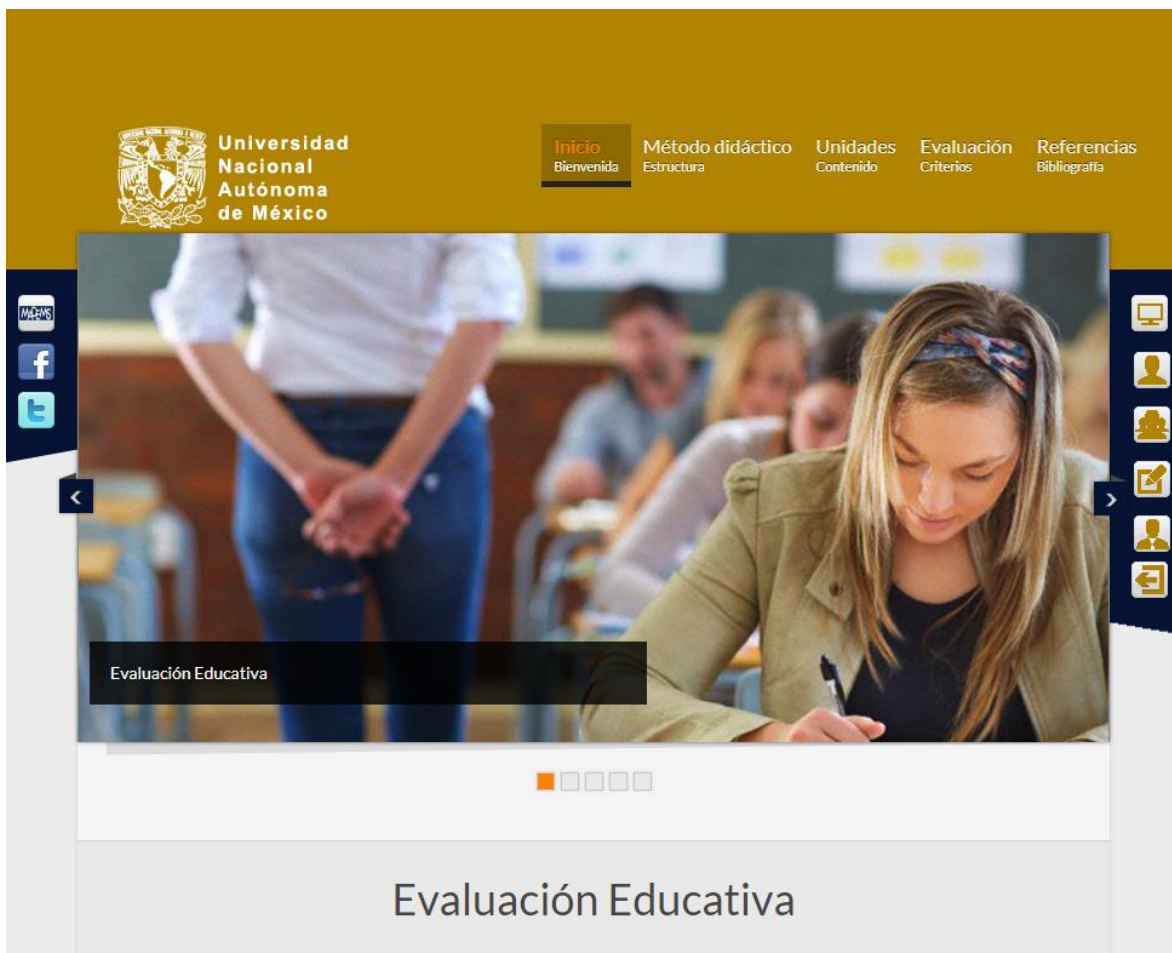 Universidad
Nacional
Autónoma
de México
Inicio
Bienvenida
Método didáctico
Estructura
Unidades
Contenido
Evaluación
Criterios
Referencias
Bibliografía
MADEMS
Evaluación Educativa
Evaluación Educativa